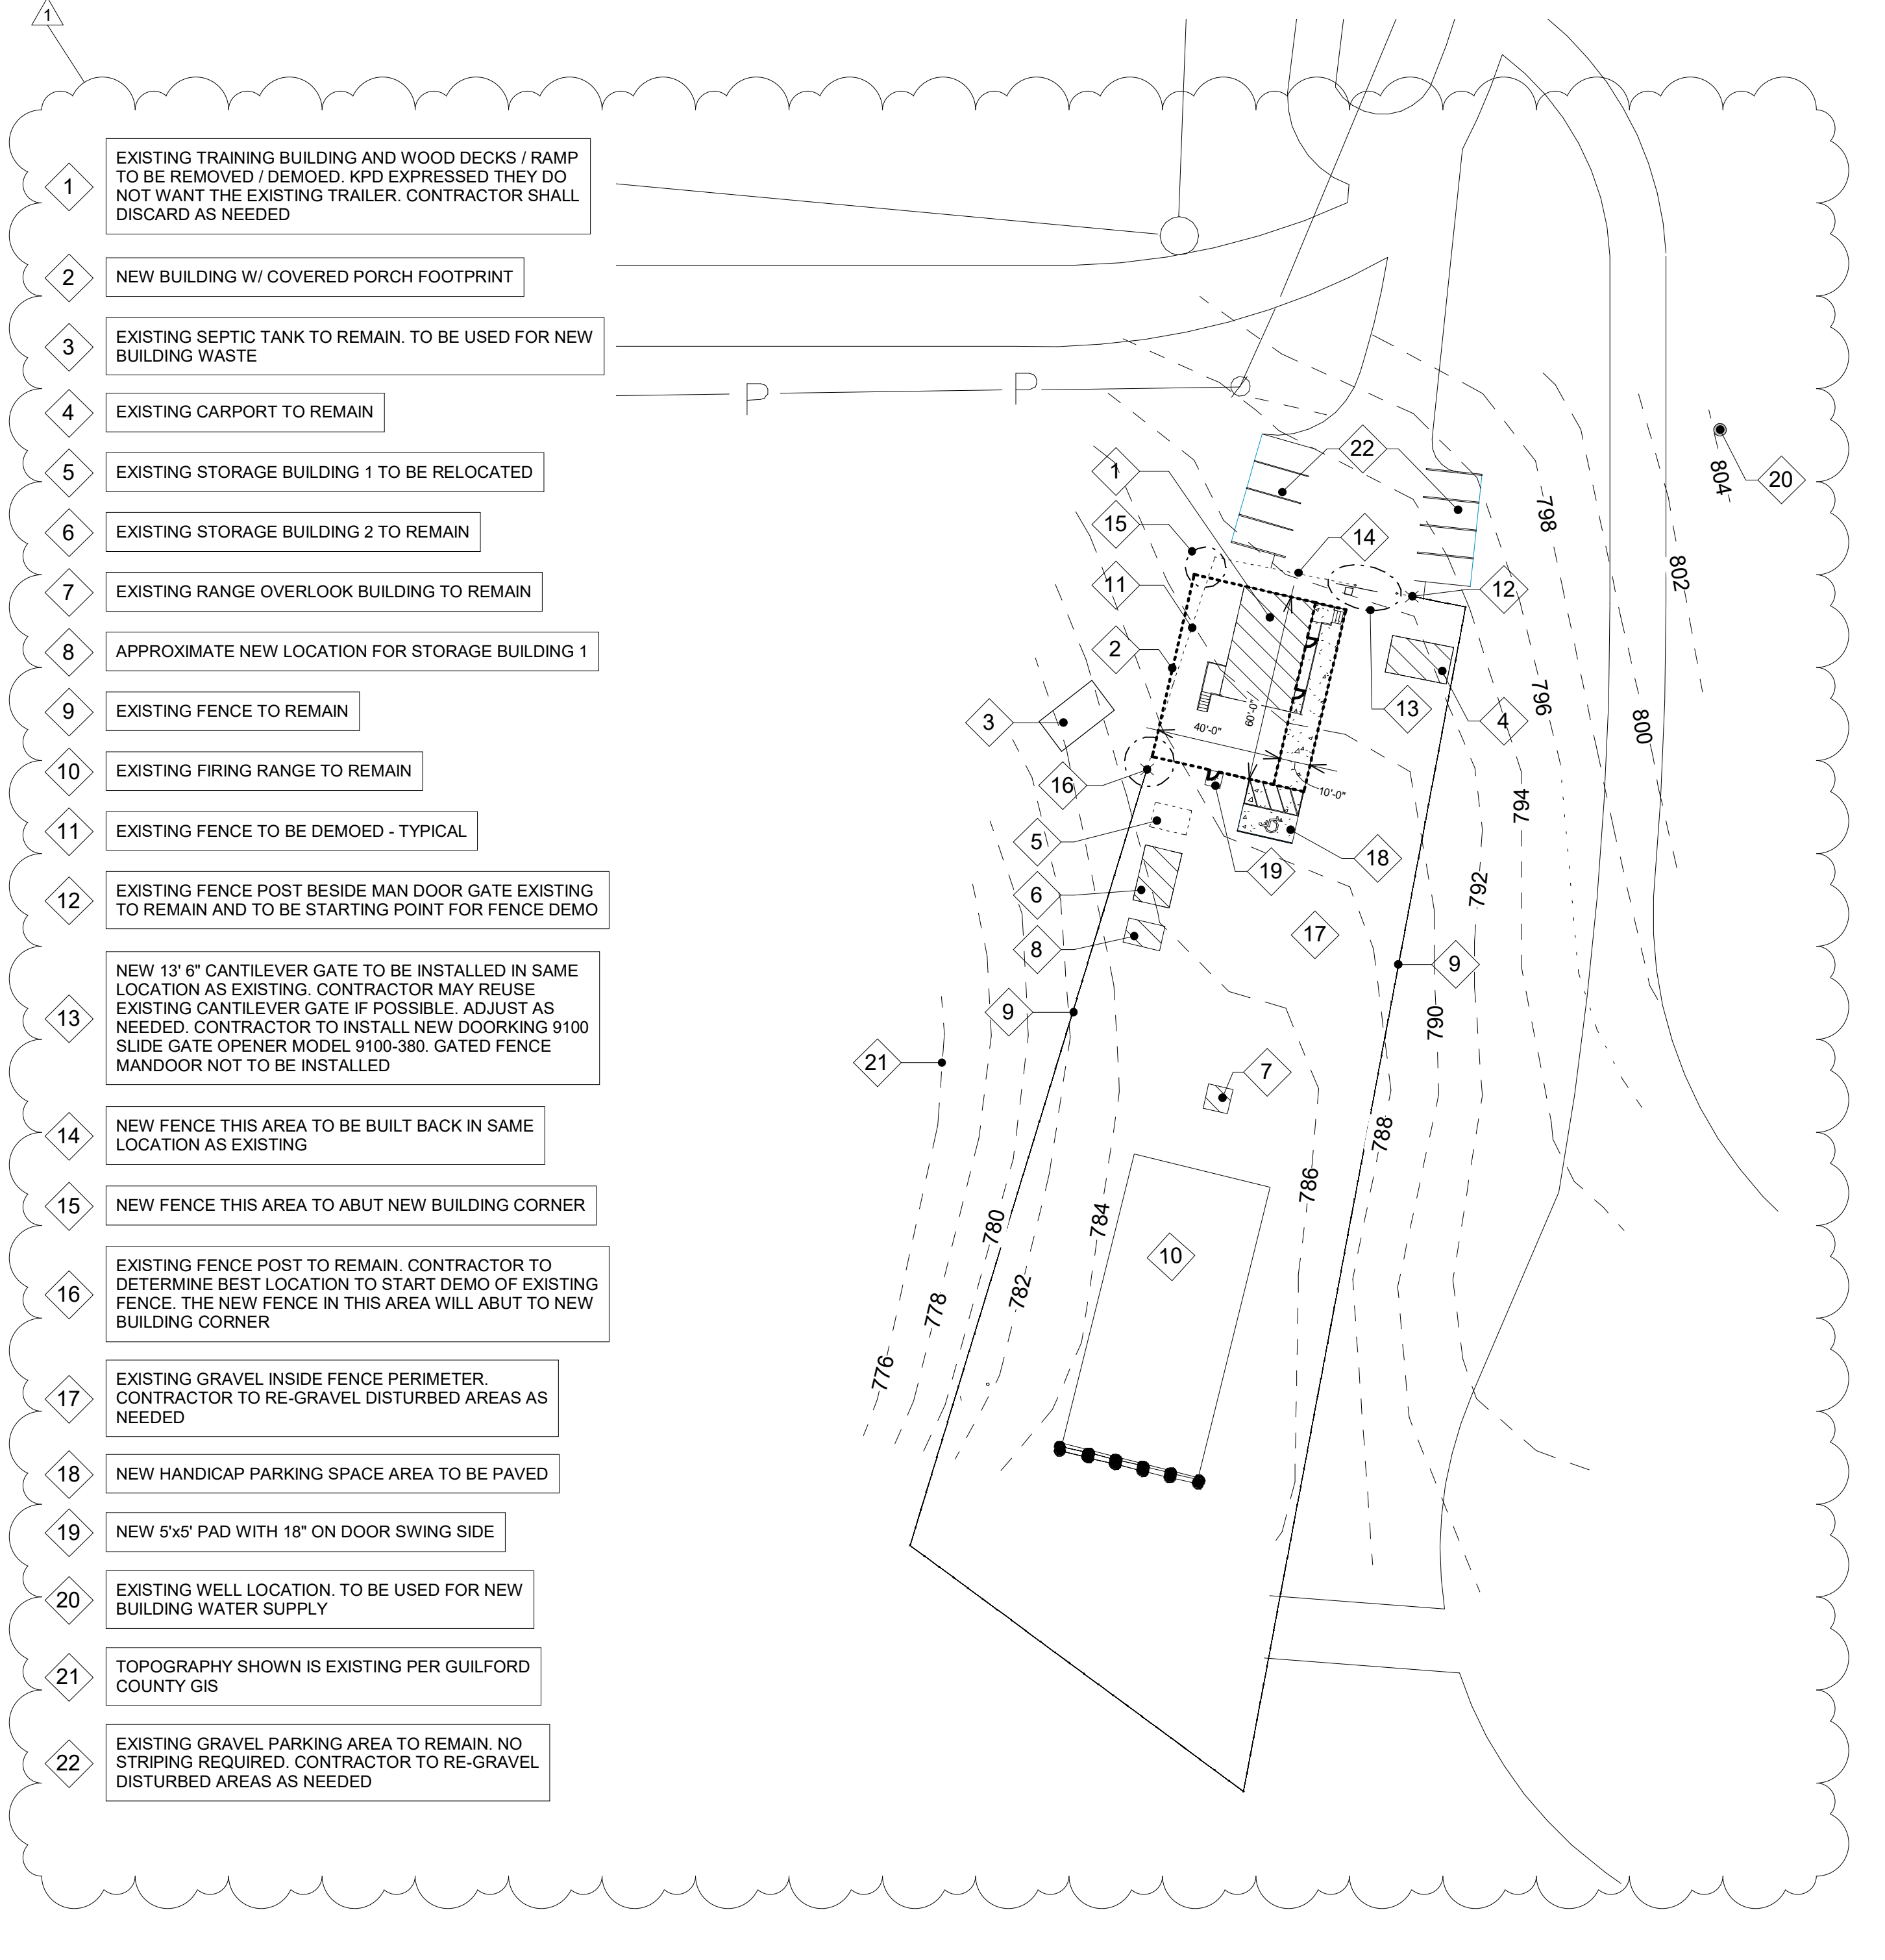 1
1
EXISTING TRAINING BUILDING AND WOOD DECKS / RAMP
TO BE REMOVED / DEMOED. KPD EXPRESSED THEY DO
NOT WANT THE EXISTING TRAILER. CONTRACTOR SHALL
DISCARD AS NEEDED
2
NEW BUILDING W/ COVERED PORCH FOOTPRINT
3
EXISTING SEPTIC TANK TO REMAIN. TO BE USED FOR NEW
BUILDING WASTE
4
EXISTING CARPORT TO REMAIN
5
EXISTING STORAGE BUILDING 1 TO BE RELOCATED
6
EXISTING STORAGE BUILDING 2 TO REMAIN
7
EXISTING RANGE OVERLOOK BUILDING TO REMAIN
8
APPROXIMATE NEW LOCATION FOR STORAGE BUILDING 1
9
EXISTING FENCE TO REMAIN
10
EXISTING FIRING RANGE TO REMAIN
11
EXISTING FENCE TO BE DEMOED - TYPICAL
12
EXISTING FENCE POST BESIDE MAN DOOR GATE EXISTING
TO REMAIN AND TO BE STARTING POINT FOR FENCE DEMO
13
NEW 13' 6" CANTILEVER GATE TO BE INSTALLED IN SAME
LOCATION AS EXISTING. CONTRACTOR MAY REUSE
EXISTING CANTILEVER GATE IF POSSIBLE. ADJUST AS
NEEDED. CONTRACTOR TO INSTALL NEW DOORKING 9100
SLIDE GATE OPENER MODEL 9100-380. GATED FENCE
MANDOOR NOT TO BE INSTALLED
14
NEW FENCE THIS AREA TO BE BUILT BACK IN SAME
LOCATION AS EXISTING
15
NEW FENCE THIS AREA TO ABUT NEW BUILDING CORNER
16
EXISTING FENCE POST TO REMAIN. CONTRACTOR TO
DETERMINE BEST LOCATION TO START DEMO OF EXISTING
FENCE. THE NEW FENCE IN THIS AREA WILL ABUT TO NEW
BUILDING CORNER
17
EXISTING GRAVEL INSIDE FENCE PERIMETER.
CONTRACTOR TO RE-GRAVEL DISTURBED AREAS AS
NEEDED
18
NEW HANDICAP PARKING SPACE AREA TO BE PAVED
19
NEW 5'x5' PAD WITH 18" ON DOOR SWING SIDE
20
EXISTING WELL LOCATION. TO BE USED FOR NEW
BUILDING WATER SUPPLY
21
TOPOGRAPHY SHOWN IS EXISTING PER GUILFORD
COUNTY GIS
22
EXISTING GRAVEL PARKING AREA TO REMAIN. NO
STRIPING REQUIRED. CONTRACTOR TO RE-GRAVEL
DISTURBED AREAS AS NEEDED
P
P
22
1
804
20
798
15
14
802
11
12
2
796
13
4
3
60'-0"
40'-0"
800
16
10'-0"
794
5
18
19
792
6
17
8
9
9
790
21
7
788
786
784
780
10
782
778
776